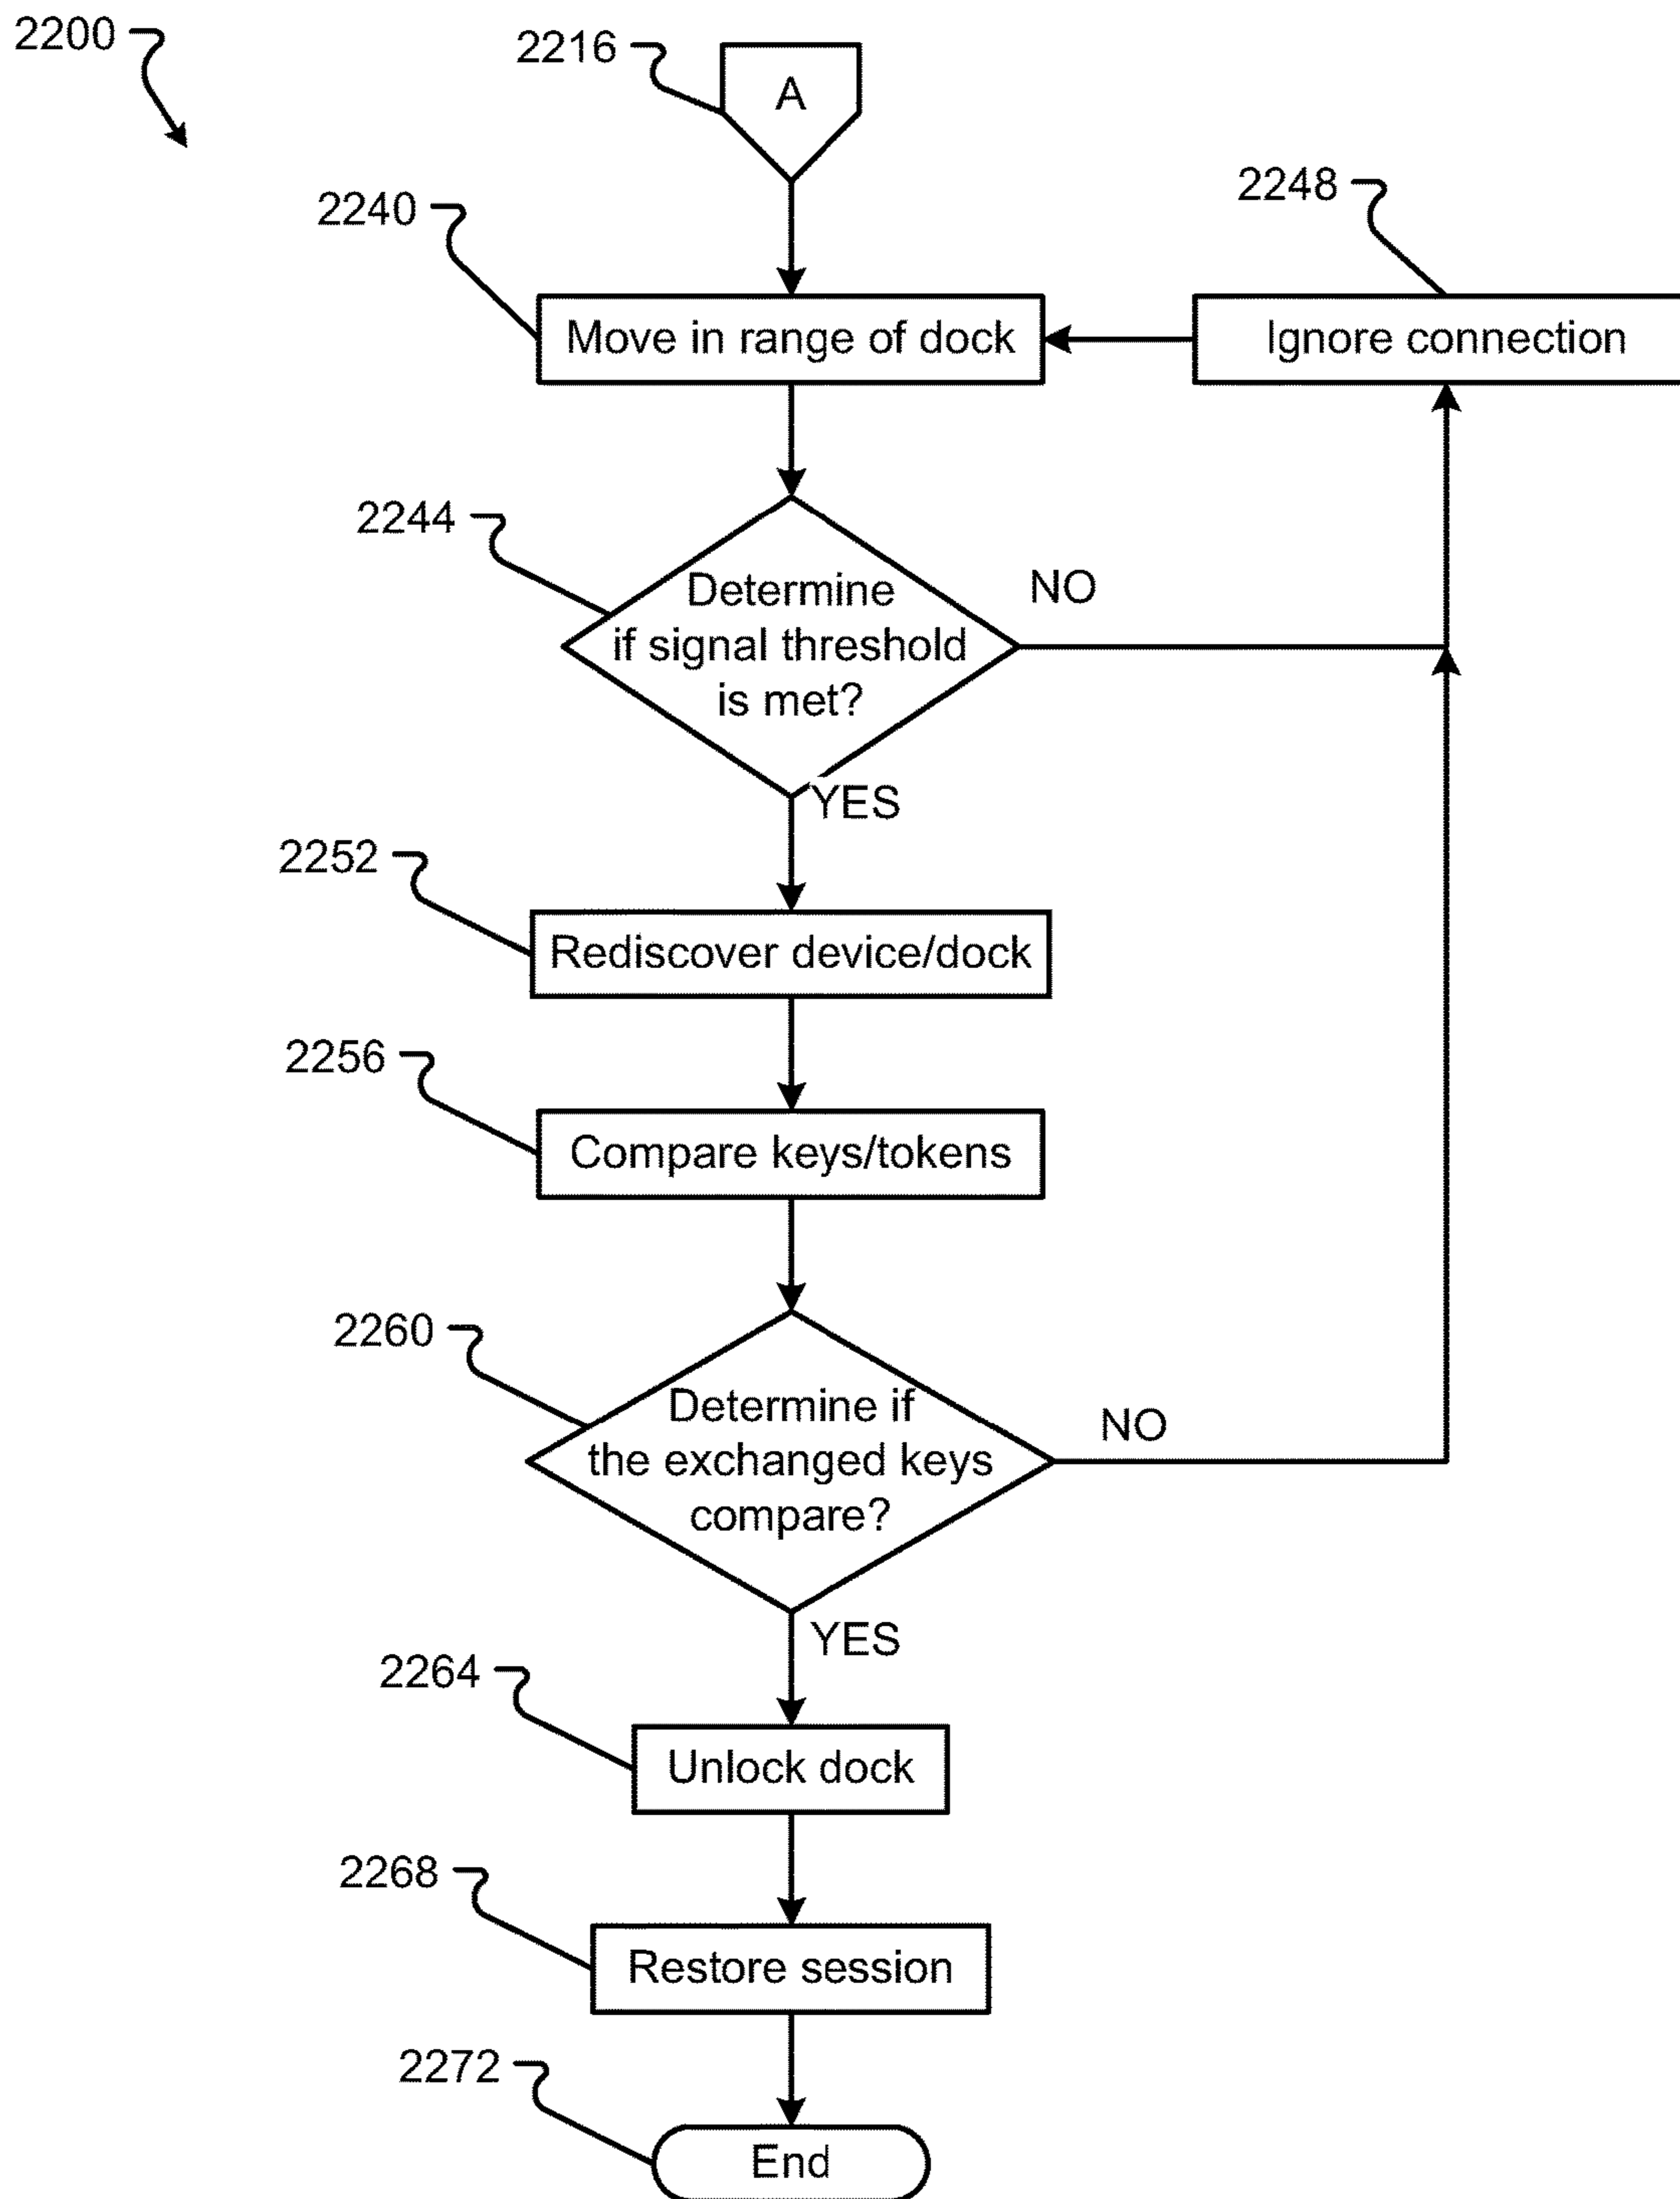 2200
2216
A
2240
2248
Move in range of dock
Ignore connection
2244
Determine
if signal threshold
is met?
NO
YES
2252
Rediscover device/dock
2256
Compare keys/tokens
2260
Determine if
the exchanged keys
compare?
NO
YES
2264
Unlock dock
2268
Restore session
2272
End